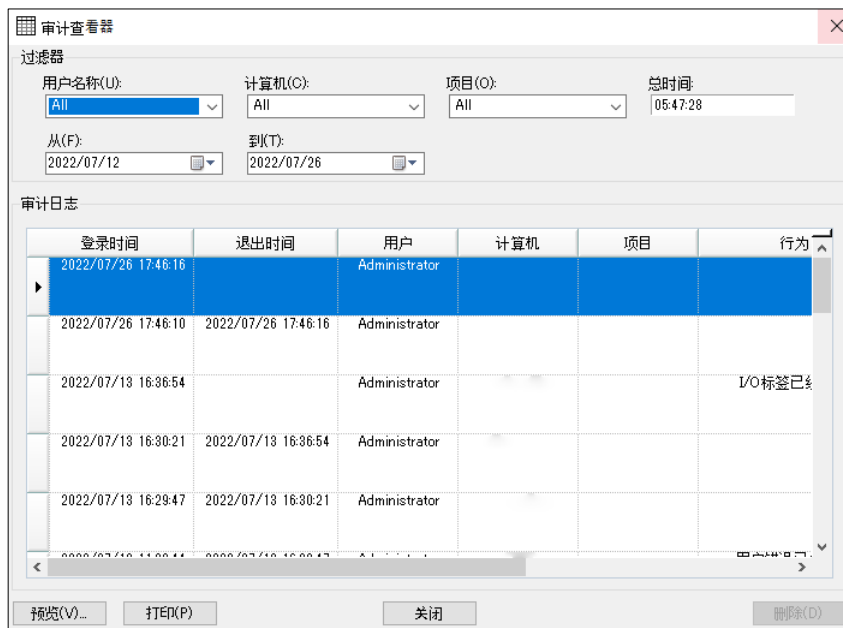 审计查看器
过滤器
用户名称(U): 计算机(C): 项目(O): 总时间:
All All All 05:47:28
从(F): 到(T):
2022/07/12 2022/07/26
审计日志
登录时间 退出时间 用户 计算机 项目 行为
2022/07/26 17:46:16 Administrator
2022/07/26 17:46:10 2022/07/26 17:46:16 Administrator
2022/07/13 16:36:54 Administrator I/O标签已
2022/07/13 16:30:21 2022/07/13 16:36:54 Administrator
2022/07/13 16:29:47 2022/07/13 16:30:21 Administrator
预览(V)... 打印(P) 关闭 删除(D)